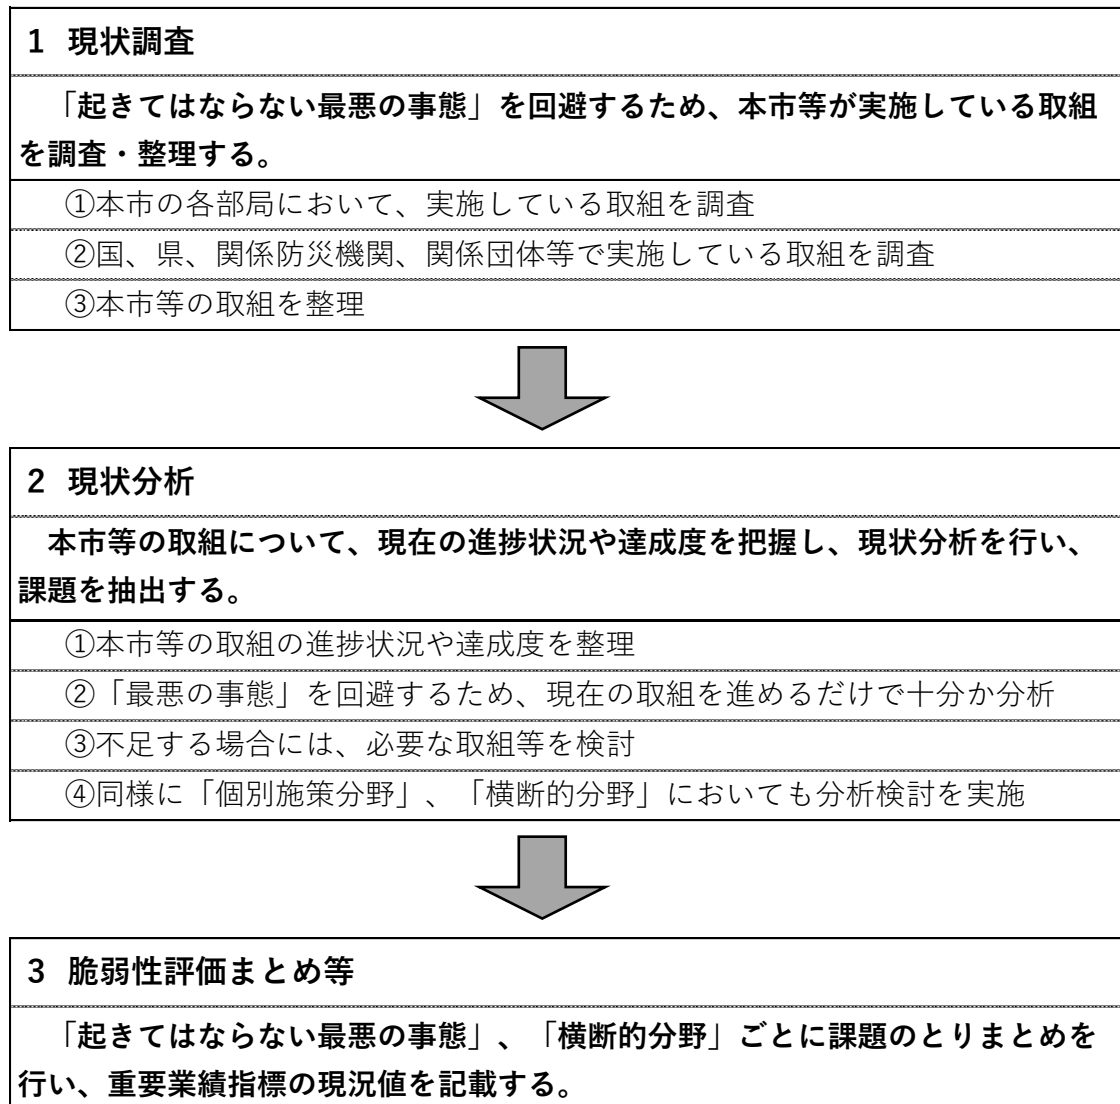 1 現状調査
「起きてはならない最悪の事態」を回避するため、本市等が実施している取組
を調査・整理する。
①本市の各部局において、実施している取組を調査
②国、県、関係防災機関、関係団体等で実施している取組を調査
③本市等の取組を整理
2 現状分析
本市等の取組について、現在の進捗状況や達成度を把握し、現状分析を行い、
課題を抽出する。
①本市等の取組の進捗状況や達成度を整理
②「最悪の事態」を回避するため、現在の取組を進めるだけで十分か分析
③不足する場合には、必要な取組等を検討
④同様に「個別施策分野」、「横断的分野」においても分析検討を実施
3 脆弱性評価まとめ等
「起きてはならない最悪の事態」、「横断的分野」ごとに課題のとりまとめを
行い、重要業績指標の現況値を記載する。